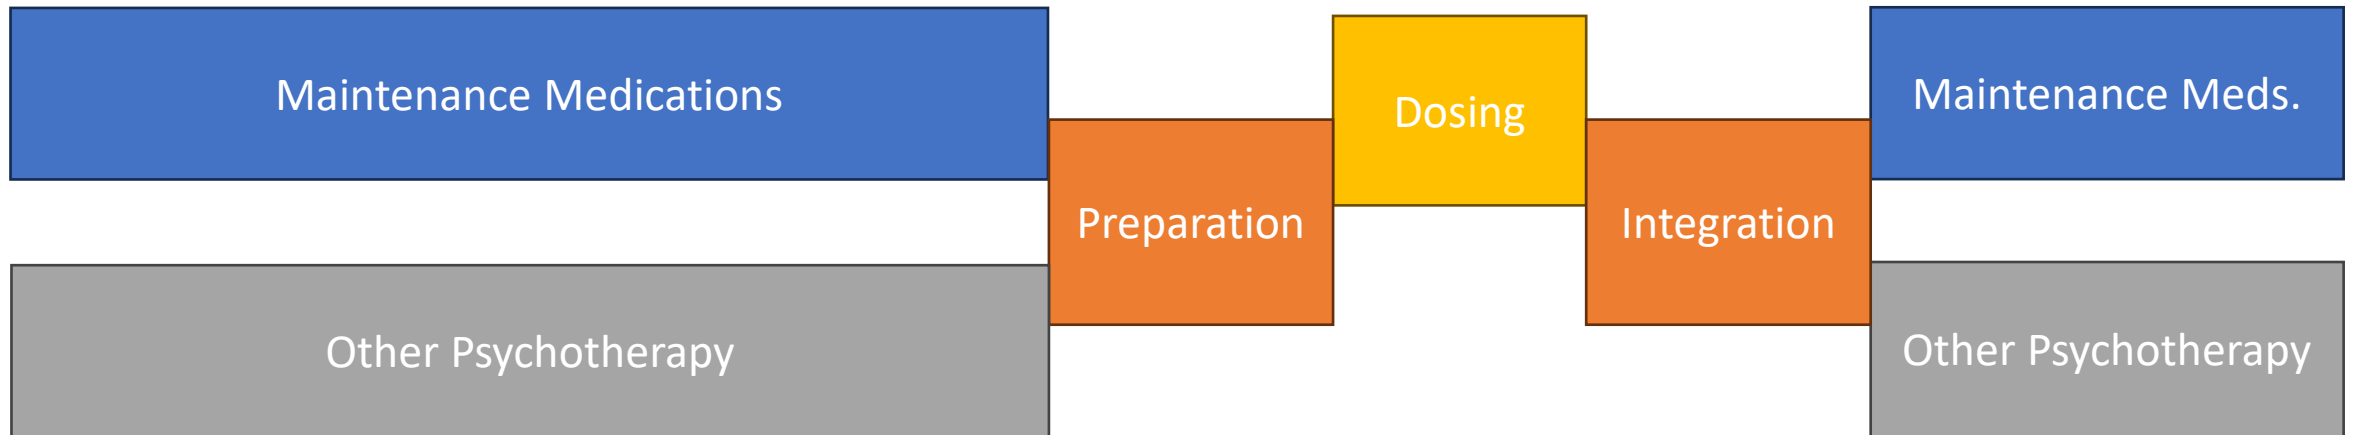 Maintenance Medications
Dosing
Maintenance Meds.
Preparation
Integration
Other Psychotherapy
Other Psychotherapy